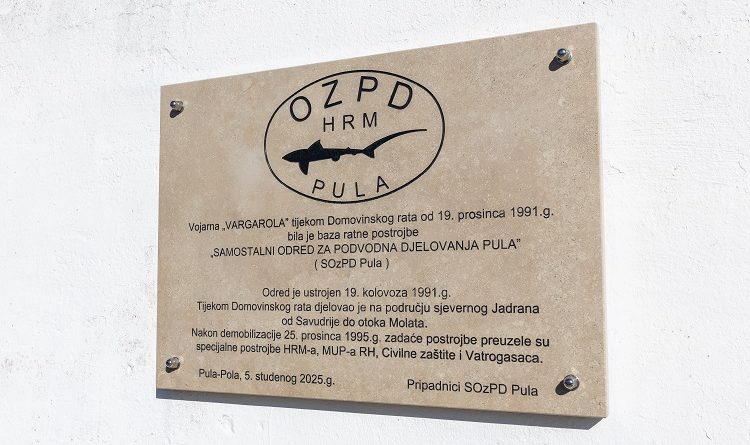 OZPD
HRM
PULA
Vojarna „VARGAROLA" tijekom Domovinskog rata od 19. prosinca 1991.g.
bila je baza ratne postrojbe
„SAMOSTALNI ODRED ZA PODVODNA DJELOVANJA PULA"
( SOzPD Pula )
Odred je ustrojen 19. kolovoza 1991.g.
Tijekom Domovinskog rata djelovao je na području sjevernog Jadrana
od Savudrije do otoka Molata.
Nakon demobilizacije 25. prosinca 1995.g. zadaće postrojbe preuzele su
specijalne postrojbe HRM-a, MUP-a RH, Civilne zaštite i Vatrogasaca.
Pula-Pola, 5. studenog 2025.g. Pripadnici SOzPD Pula